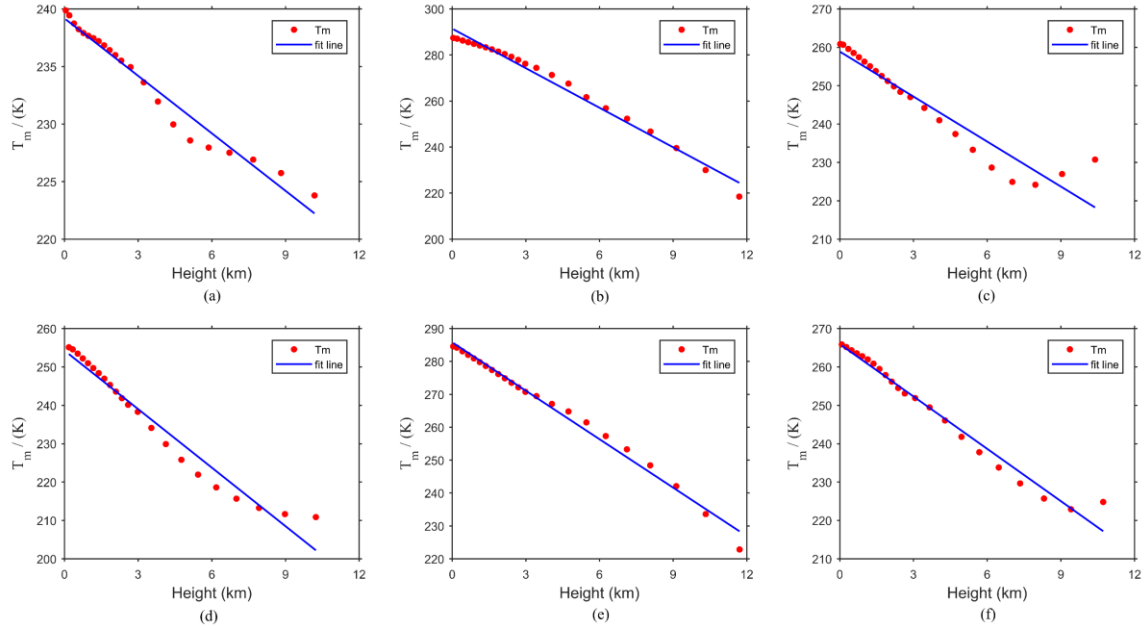 240
235
230
225
220
T_m / (K)
0 3 6 9 12
Height (km)
Tm
fit line
(a)
300
280
260
240
220
200
T_m / (K)
0 3 6 9 12
Height (km)
Tm
fit line
(b)
270
260
250
240
230
220
210
T_m / (K)
0 3 6 9 12
Height (km)
Tm
fit line
(c)
260
250
240
230
220
210
200
T_m / (K)
0 3 6 9 12
Height (km)
Tm
fit line
(d)
290
280
270
260
250
240
230
220
T_m / (K)
0 3 6 9 12
Height (km)
Tm
fit line
(e)
270
260
250
240
230
220
210
T_m / (K)
0 3 6 9 12
Height (km)
Tm
fit line
(f)